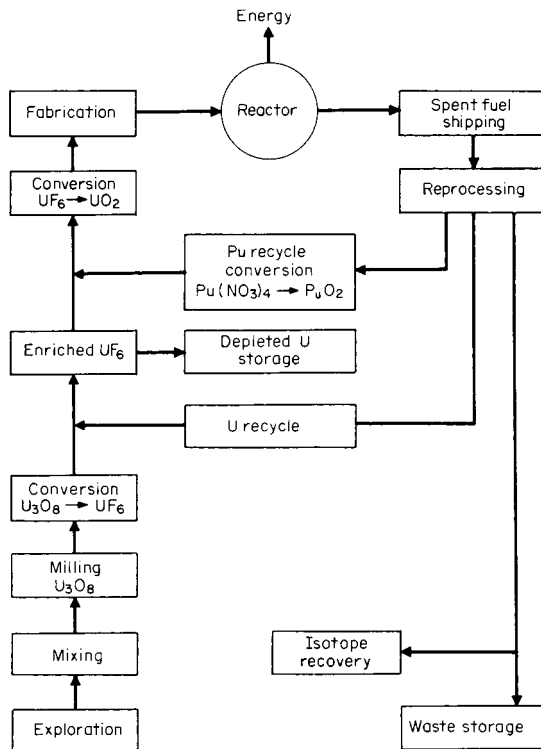 Energy
Fabrication
Reactor
Spent fuel
shipping
Conversion
UF₆→UO₂
Reprocessing
Pu recycle
conversion
Pu(NO₃)₄ → PᵤO₂
Enriched UF₆
Depleted U
storage
U recycle
Conversion
U₃O₈ → UF₆
Milling
U₃O₈
Mixing
Isotope
recovery
Exploration
Waste storage